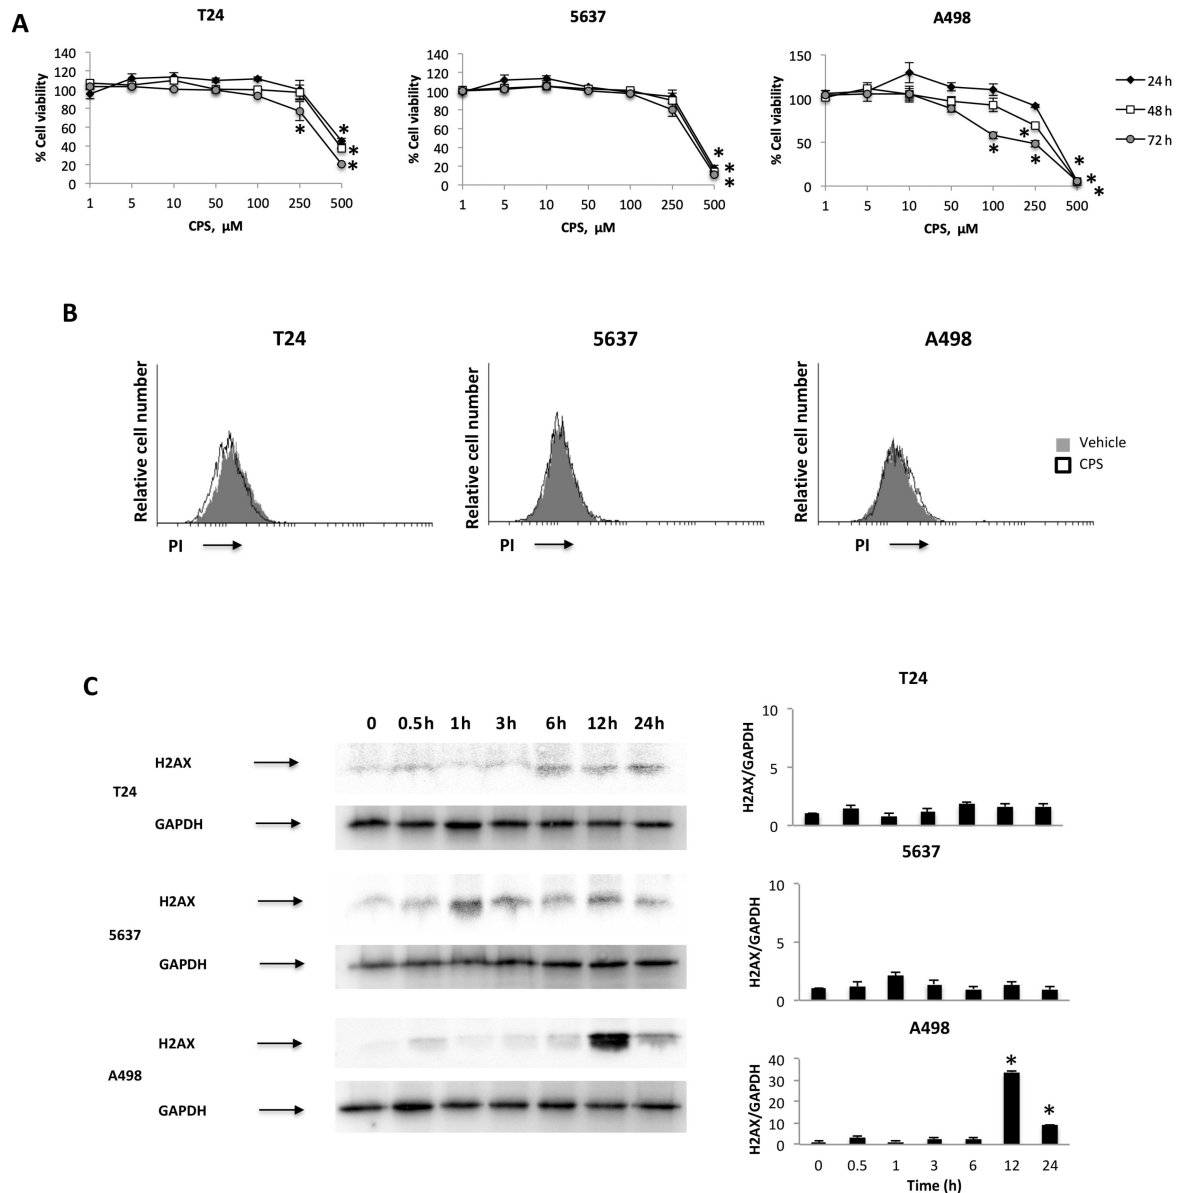 A
T24
5637
A498
% Cell viability
140
120
100
80
60
40
20
0
1 5 10 50 100 250 500
CPS, µM
* * * *
% Cell viability
140
120
100
80
60
40
20
0
1 5 10 50 100 250 500
CPS, µM
* * *
% Cell viability
150
100
50
0
1 5 10 50 100 250 500
CPS, µM
* * * * * *
24 h
48 h
72 h
B
T24
5637
A498
Relative cell number
PI
Relative cell number
PI
Relative cell number
PI
Vehicle
CPS
C
0 0.5h 1h 3h 6h 12h 24h
H2AX
T24
GAPDH
H2AX
5637
GAPDH
H2AX
A498
GAPDH
T24
H2AX/GAPDH
10
5
0
5637
H2AX/GAPDH
10
5
0
A498
H2AX/GAPDH
40
30
20
10
0
* *
0 0.5 1 3 6 12 24
Time (h)